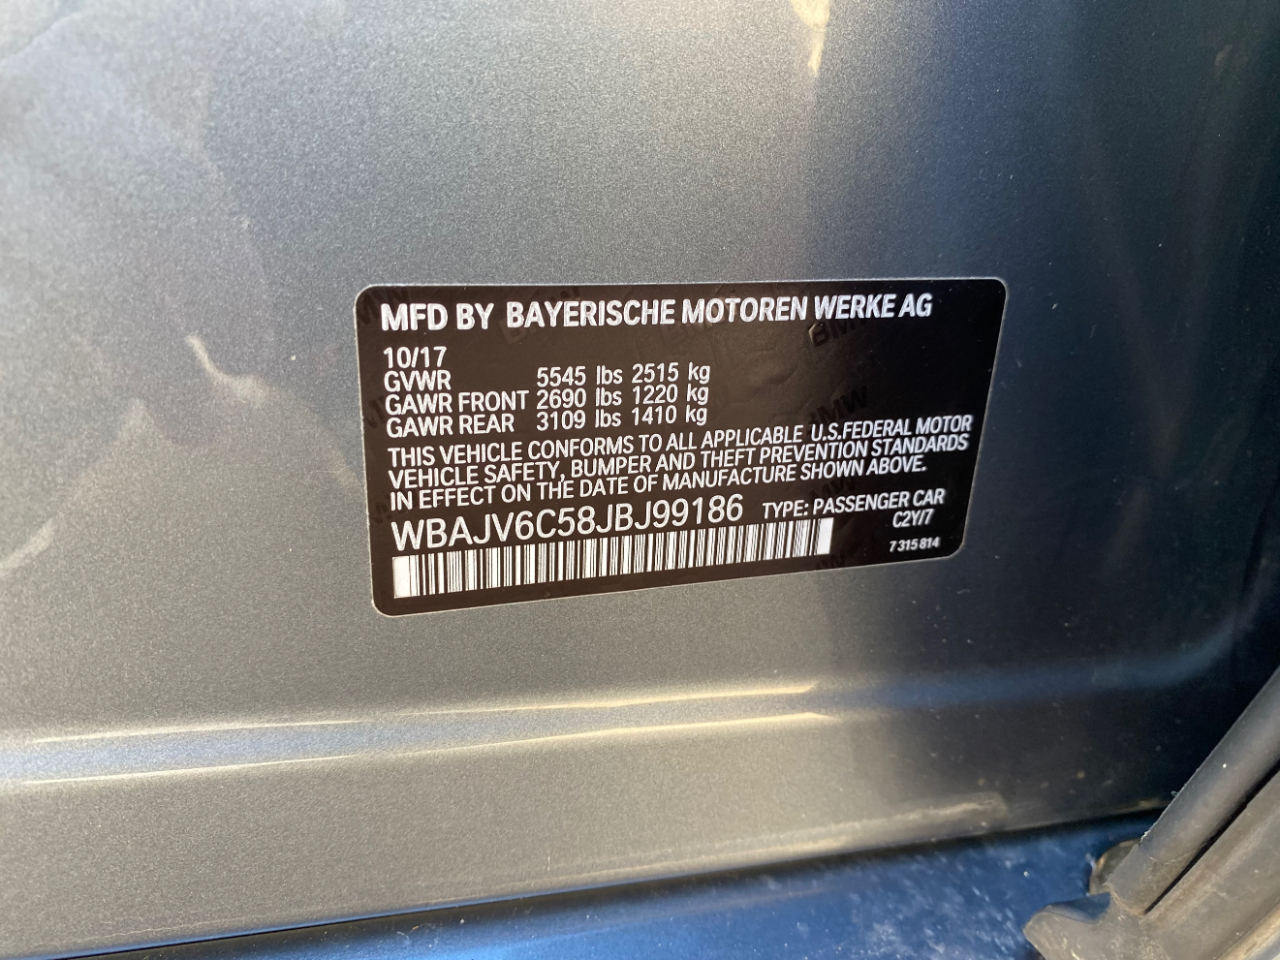 MFD BY BAYERISCHE MOTOREN WERKE AG
10/17
GVWR 5545 lbs 2515 kg
GAWR FRONT 2690 lbs 1220 kg
GAWR REAR 3109 lbs 1410 kg
THIS VEHICLE CONFORMS TO ALL APPLICABLE U.S.FEDERAL MOTOR
VEHICLE SAFETY, BUMPER AND THEFT PREVENTION STANDARDS
IN EFFECT ON THE DATE OF MANUFACTURE SHOWN ABOVE.
WBAJV6C58JBJ99186 TYPE: PASSENGER CAR
C2Y/7
7 315 814
BMW
BMW
BMW